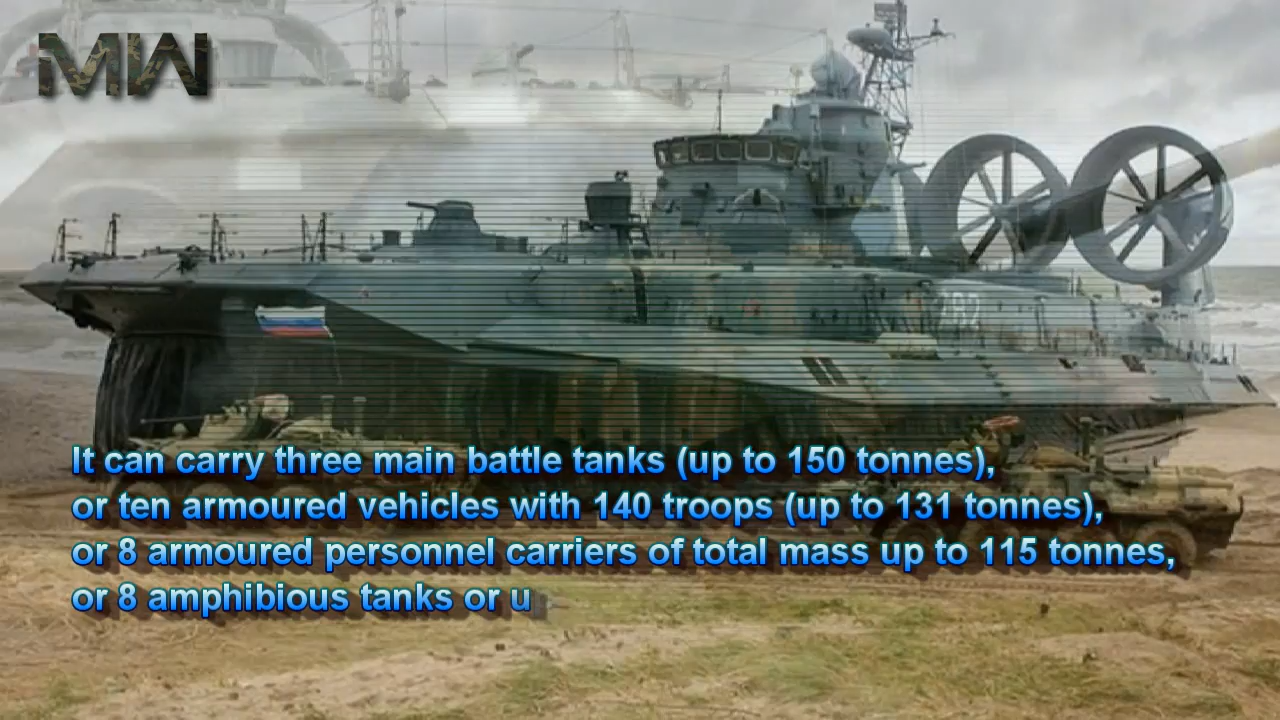 MW
482
It can carry three main battle tanks (up to 150 tonnes),
or ten armoured vehicles with 140 troops (up to 131 tonnes),
or 8 armoured personnel carriers of total mass up to 115 tonnes,
or 8 amphibious tanks or u